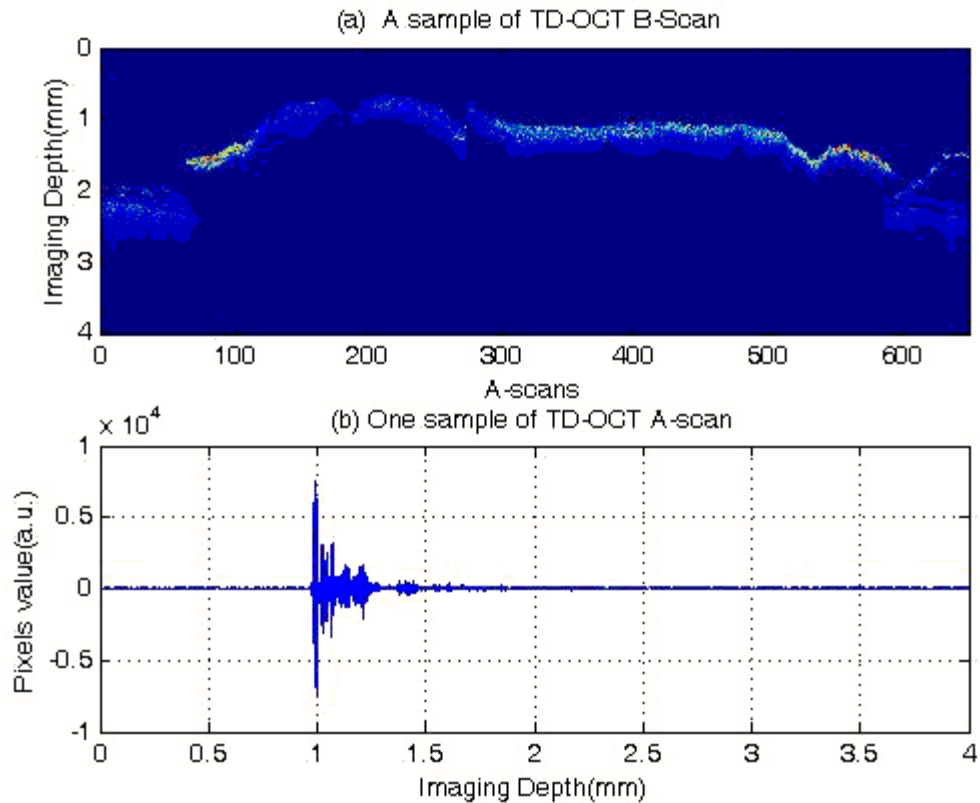 (a) A sample of TD-OCT B-Scan
Imaging Depth(mm)
0
1
2
3
4
0 100 200 300 400 500 600
A-scans
(b) One sample of TD-OCT A-scan
x 10^4
Pixels value(a.u.)
1
0.5
0
-0.5
-1
0 0.5 1 1.5 2 2.5 3 3.5 4
Imaging Depth(mm)